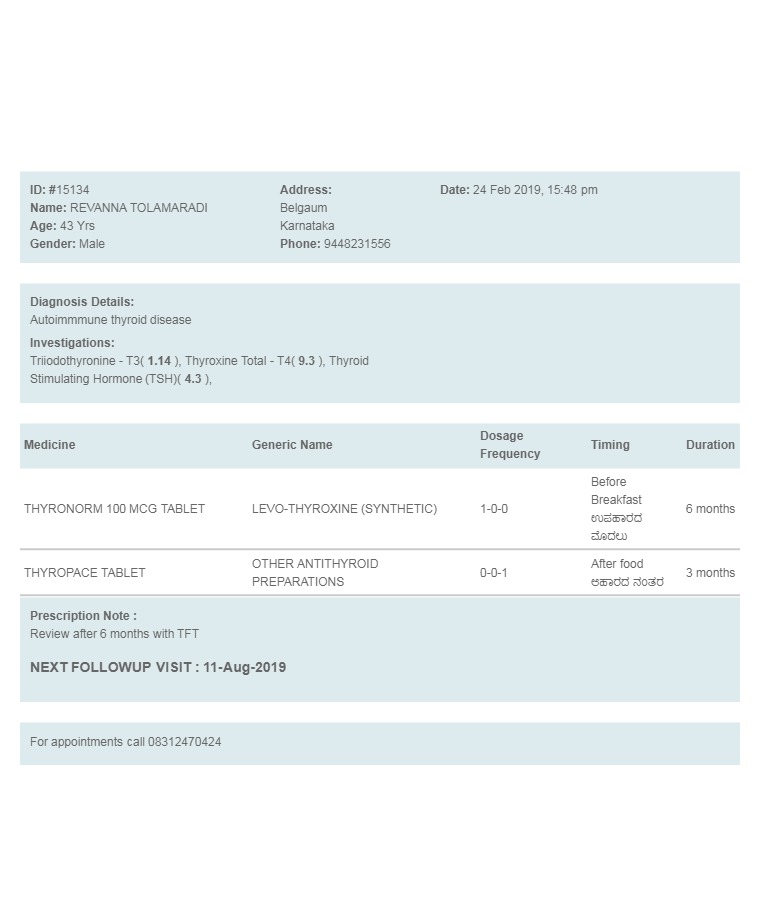 ID: #15134
Name: REVANNA TOLAMARADI
Age: 43 Yrs
Gender: Male
Address:
Belgaum
Karnataka
Phone: 9448231556
Date: 24 Feb 2019, 15:48 pm
Diagnosis Details:
Autoimmmune thyroid disease
Investigations:
Triiodothyronine - T3( 1.14 ), Thyroxine Total - T4( 9.3 ), Thyroid
Stimulating Hormone (TSH)( 4.3 ),
Medicine Generic Name Dosage Frequency Timing Duration
THYRONORM 100 MCG TABLET LEVO-THYROXINE (SYNTHETIC) 1-0-0 Before Breakfast ಉಪಹಾರದ ಮೊದಲು 6 months
THYROPACE TABLET OTHER ANTITHYROID PREPARATIONS 0-0-1 After food ಆಹಾರದ ನಂತರ 3 months
Prescription Note :
Review after 6 months with TFT
NEXT FOLLOWUP VISIT : 11-Aug-2019
For appointments call 08312470424